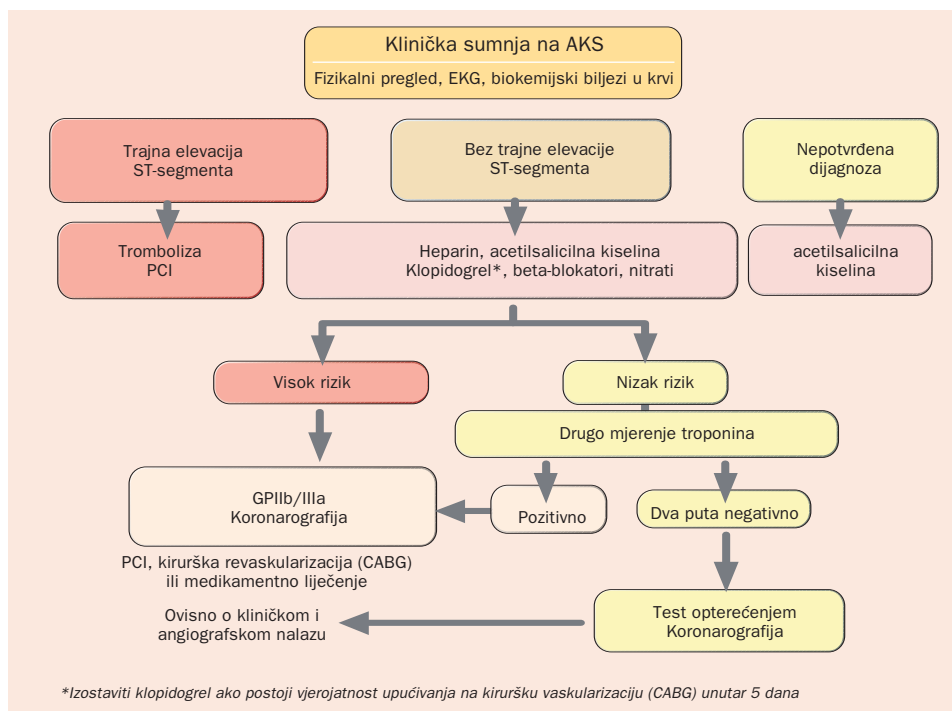 Klinička sumnja na AKS
Fizikalni pregled, EKG, biokemijski biljezi u krvi
Trajna elevacija
ST-segmenta
Bez trajne elevacije
ST-segmenta
Nepotvrđena
dijagnoza
Tromboliza
PCI
Heparin, acetilsalicilna kiselina
Klopidogrel*, beta-blokatori, nitrati
acetilsalicilna
kiselina
Visok rizik
Nizak rizik
Drugo mjerenje troponina
GPIIb/IIIa
Koronarografija
Pozitivno
Dva puta negativno
PCI, kirurška revaskularizacija (CABG)
ili medikamentno liječenje
Ovisno o kliničkom i
angiografskom nalazu
Test opterećenjem
Koronarografija
*Izostaviti klopidogrel ako postoji vjerojatnost upućivanja na kiruršku vaskularizaciju (CABG) unutar 5 dana